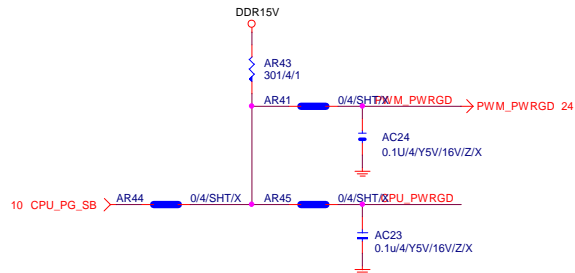 DDR15V
AR43
301/4/1
AR41 0/4/SHT/X PWM_PWRGD PWM_PWRGD 24
AC24
0.1U/4/Y5V/16V/Z/X
10 CPU_PG_SB AR44 0/4/SHT/X AR45 0/4/SHT/X CPU_PWRGD
AC23
0.1u/4/Y5V/16V/Z/X